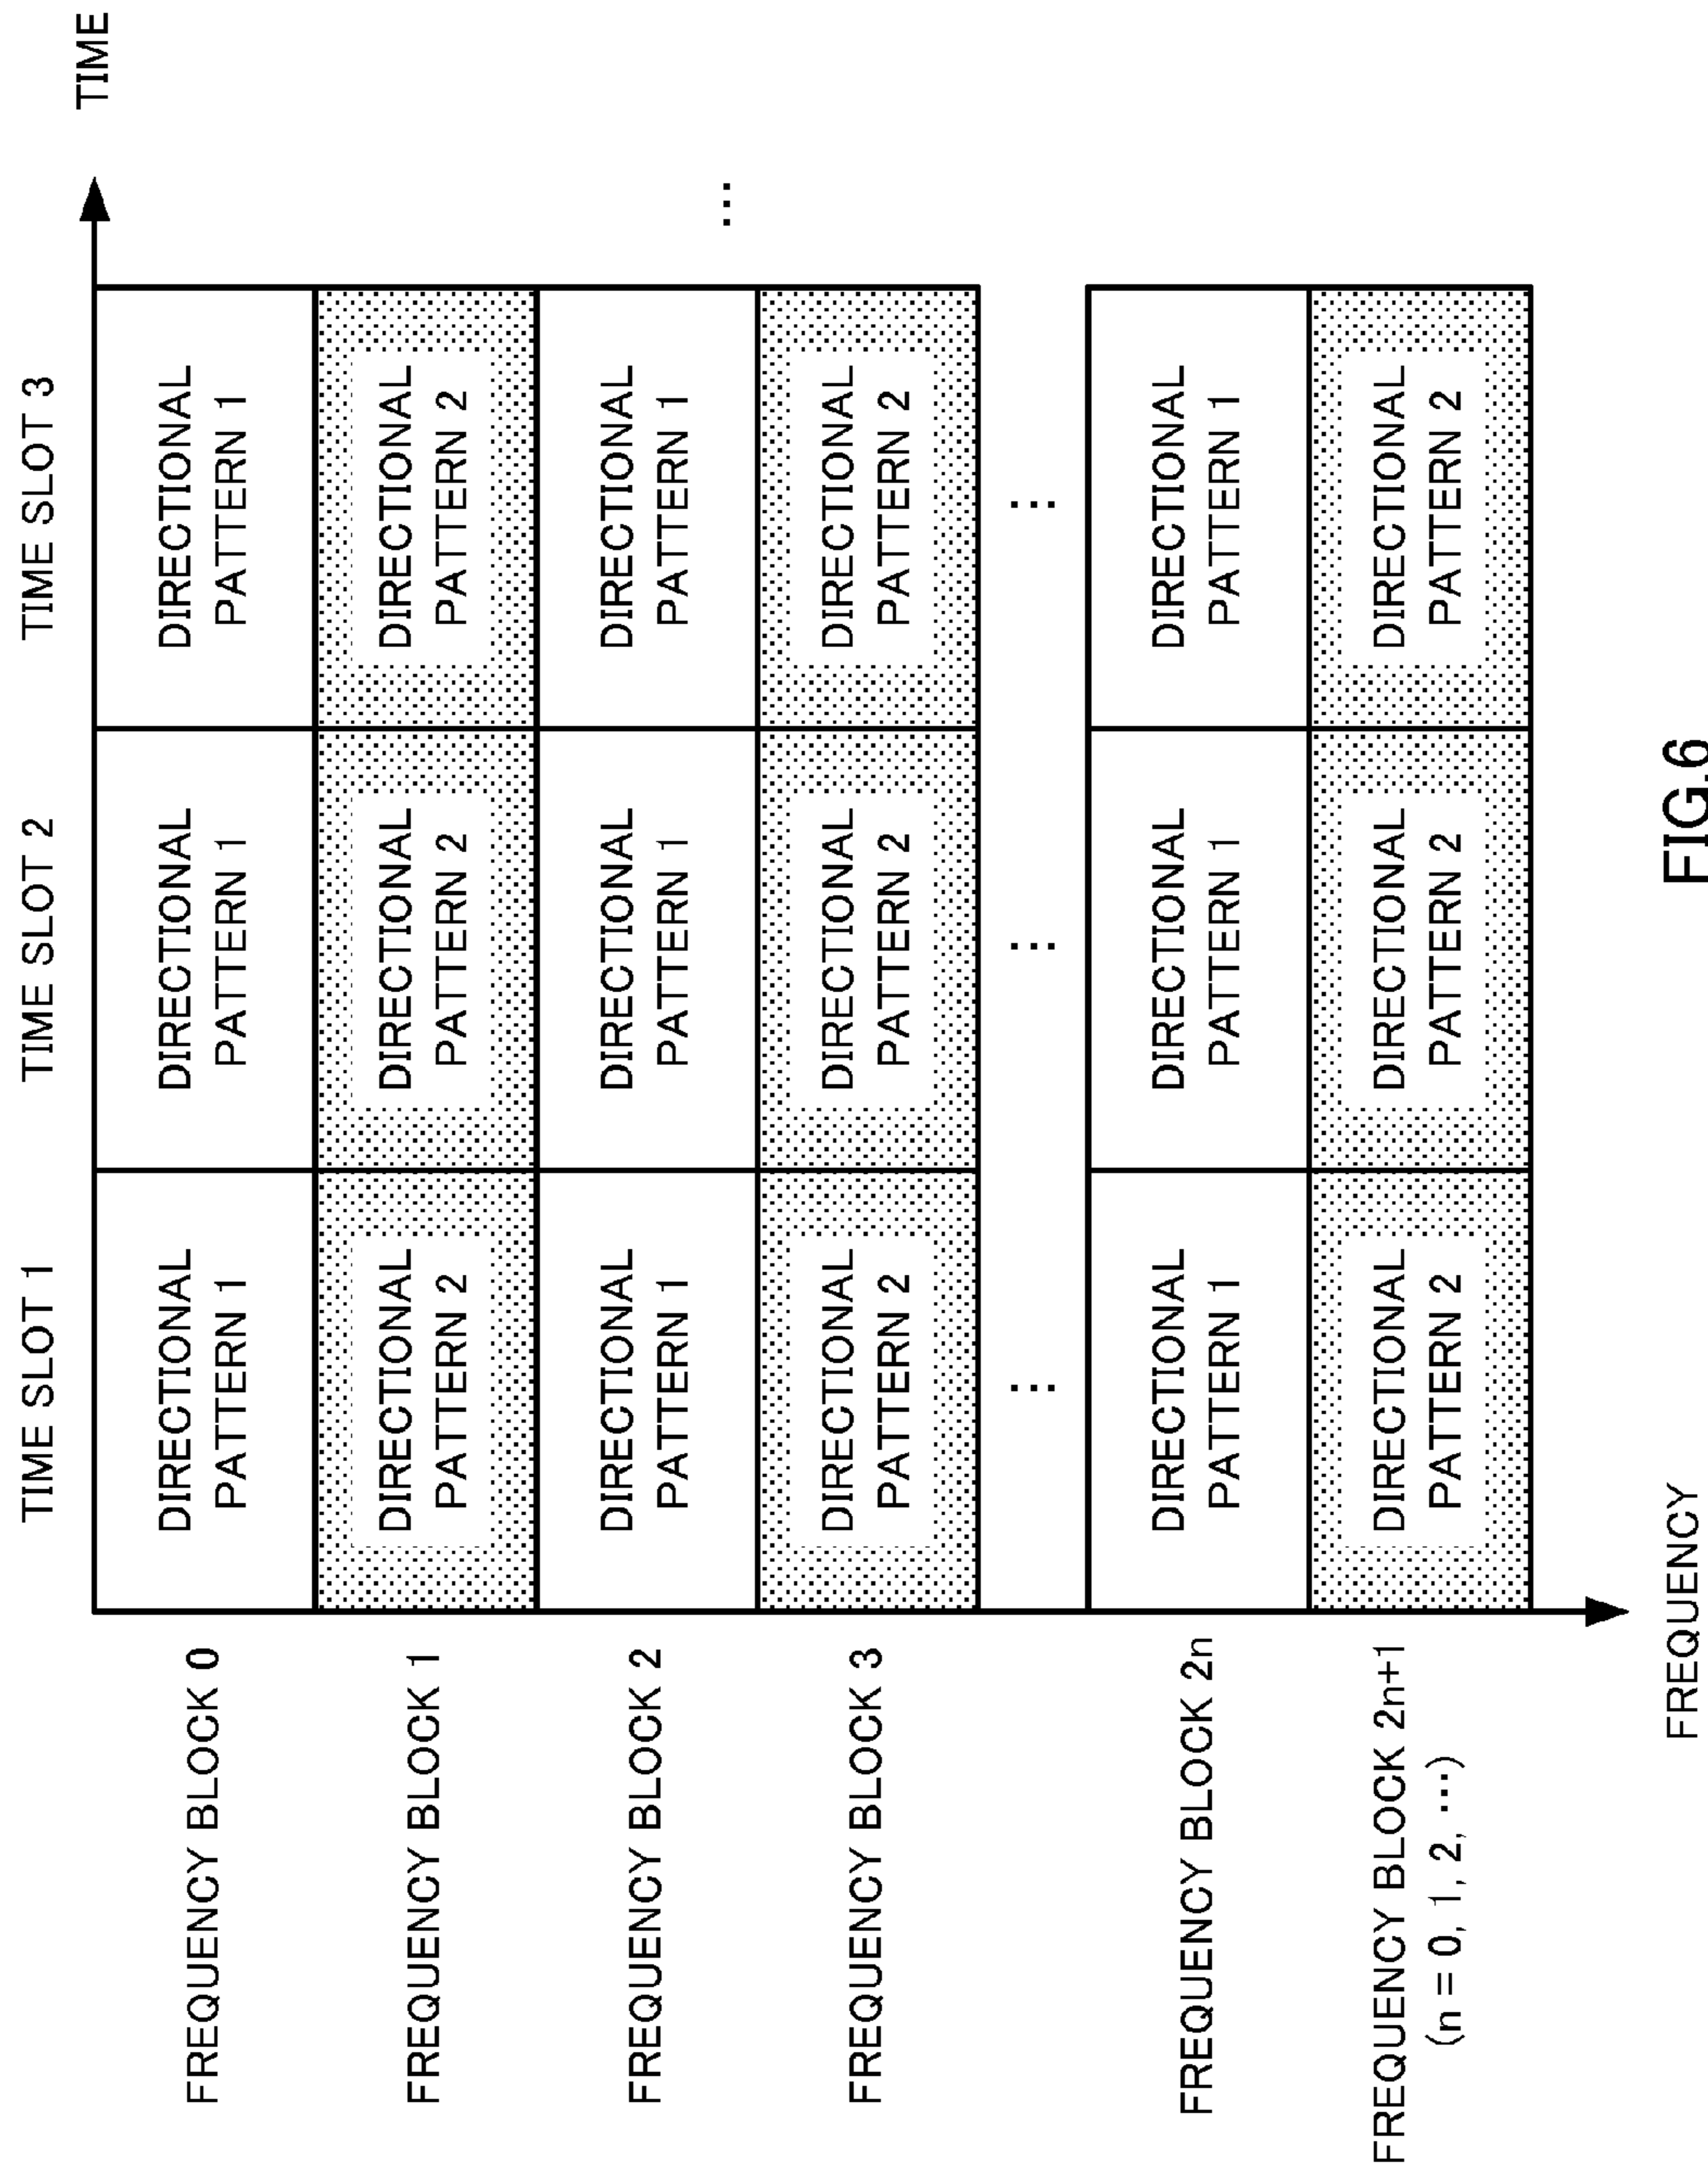 TIME SLOT 1
TIME SLOT 2
TIME SLOT 3
TIME
FREQUENCY BLOCK 0
DIRECTIONAL
PATTERN 1
DIRECTIONAL
PATTERN 1
DIRECTIONAL
PATTERN 1
FREQUENCY BLOCK 1
DIRECTIONAL
PATTERN 2
DIRECTIONAL
PATTERN 2
DIRECTIONAL
PATTERN 2
FREQUENCY BLOCK 2
DIRECTIONAL
PATTERN 1
DIRECTIONAL
PATTERN 1
DIRECTIONAL
PATTERN 1
…
FREQUENCY BLOCK 3
DIRECTIONAL
PATTERN 2
DIRECTIONAL
PATTERN 2
DIRECTIONAL
PATTERN 2
⋮
⋮
⋮
FREQUENCY BLOCK 2n
DIRECTIONAL
PATTERN 1
DIRECTIONAL
PATTERN 1
DIRECTIONAL
PATTERN 1
FREQUENCY BLOCK 2n+1
(n = 0, 1, 2, …)
DIRECTIONAL
PATTERN 2
DIRECTIONAL
PATTERN 2
DIRECTIONAL
PATTERN 2
FREQUENCY
FIG.6